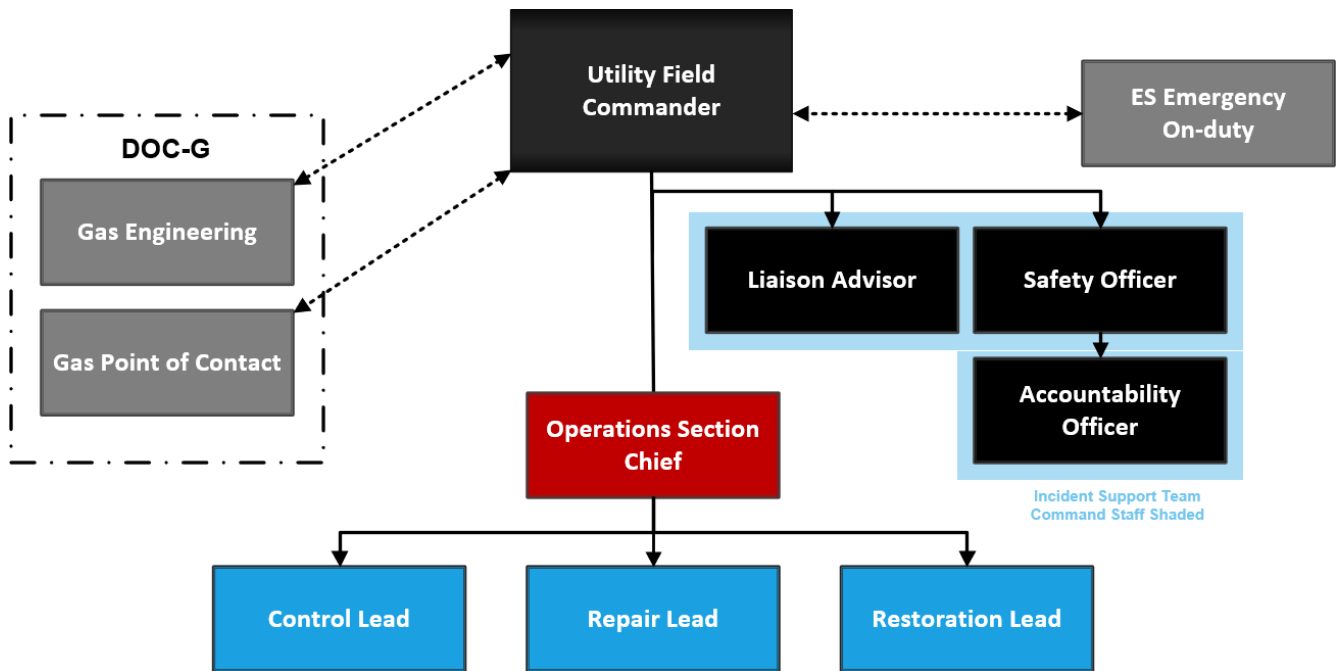 Utility Field
Commander
ES Emergency
On-duty
DOC-G
Gas Engineering
Gas Point of Contact
Liaison Advisor
Safety Officer
Accountability
Officer
Incident Support Team
Command Staff Shaded
Operations Section
Chief
Control Lead
Repair Lead
Restoration Lead